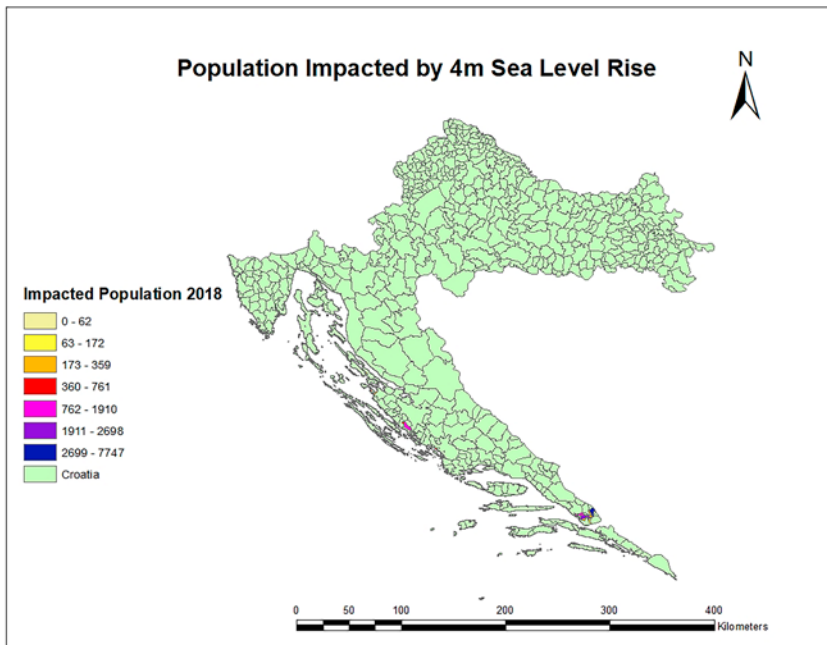 Population Impacted by 4m Sea Level Rise
N
Impacted Population 2018
0 - 62
63 - 172
173 - 359
360 - 761
762 - 1910
1911 - 2698
2699 - 7747
Croatia
0 50 100 200 300 400
Kilometers